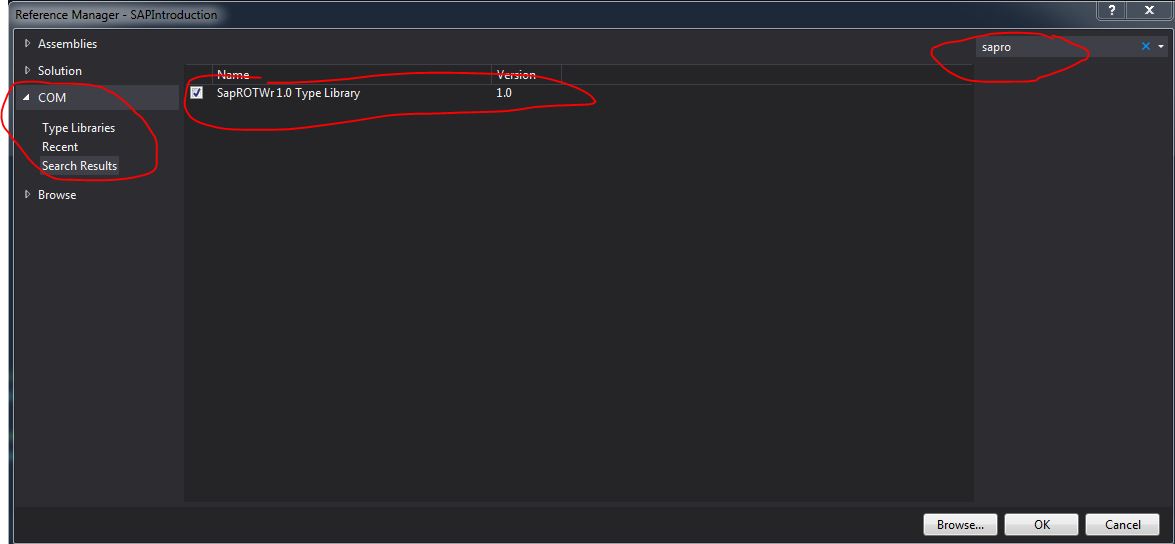 Reference Manager - SAPIntroduction
?
X
Assemblies
Solution
COM
Type Libraries
Recent
Search Results
Browse
Name Version
SapROTWr 1.0 Type Library 1.0
sapro
Browse... OK Cancel